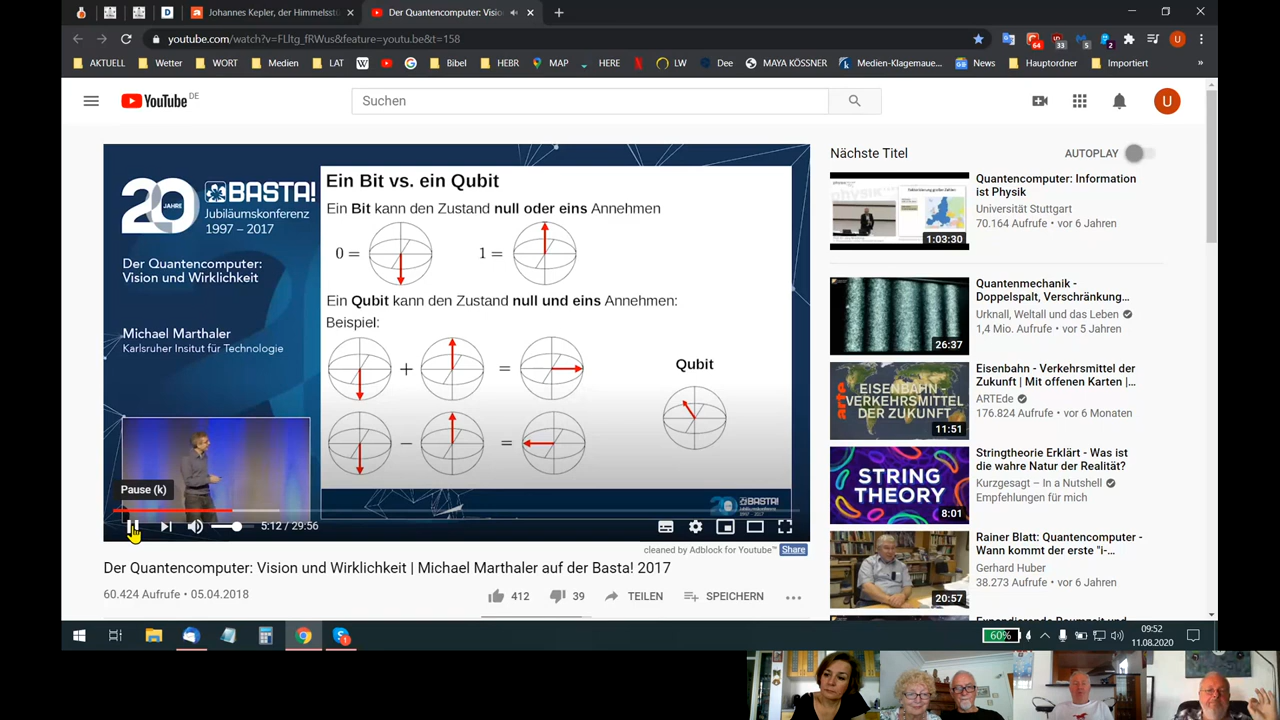 Johannes Kepler, der Himmelsstü
Der Quantencomputer: Visio
youtube.com/watch?v=FUtg_fRWus&feature=youtu.be&t=158
64
33
5
2
U
AKTUELL
Wetter
WORT
Medien
LAT
Bibel
HEBR
MAP
HERE
LW
Dee
MAYA KÖSSNER
Medien-Klagemaue...
News
Hauptordner
Importiert
»
YouTube DE
Suchen
U
20 JAHRE
BASTA!
Jubiläumskonferenz
1997 – 2017
Der Quantencomputer:
Vision und Wirklichkeit
Michael Marthaler
Karlsruher Insitut für Technologie
Ein Bit vs. ein Qubit
Ein Bit kann den Zustand null oder eins Annehmen
0 =
1 =
Ein Qubit kann den Zustand null und eins Annehmen:
Beispiel:
+
=
Qubit
−
=
20 BASTA!
Pause (k)
5:12 / 29:56
cleaned by Adblock for Youtube™ Share
Der Quantencomputer: Vision und Wirklichkeit | Michael Marthaler auf der Basta! 2017
60.424 Aufrufe • 05.04.2018
412
39
TEILEN
SPEICHERN
Nächste Titel
AUTOPLAY
Quantencomputer: Information
ist Physik
Universität Stuttgart
70.164 Aufrufe • vor 6 Jahren
1:03:30
Quantenmechanik -
Doppelspalt, Verschränkung...
Urknall, Weltall und das Leben
1,4 Mio. Aufrufe • vor 5 Jahren
26:37
Eisenbahn - Verkehrsmittel der
Zukunft | Mit offenen Karten |...
ARTEde
176.824 Aufrufe • vor 6 Monaten
arte
EISENBAHN -
VERKEHRSMITTEL
DER ZUKUNFT
11:51
Stringtheorie Erklärt - Was ist
die wahre Natur der Realität?
Kurzgesagt – In a Nutshell
Empfehlungen für mich
STRING
THEORY
8:01
Rainer Blatt: Quantencomputer -
Wann kommt der erste "i-...
Gerhard Huber
38.273 Aufrufe • vor 6 Jahren
20:57
60%
09:52
11.08.2020